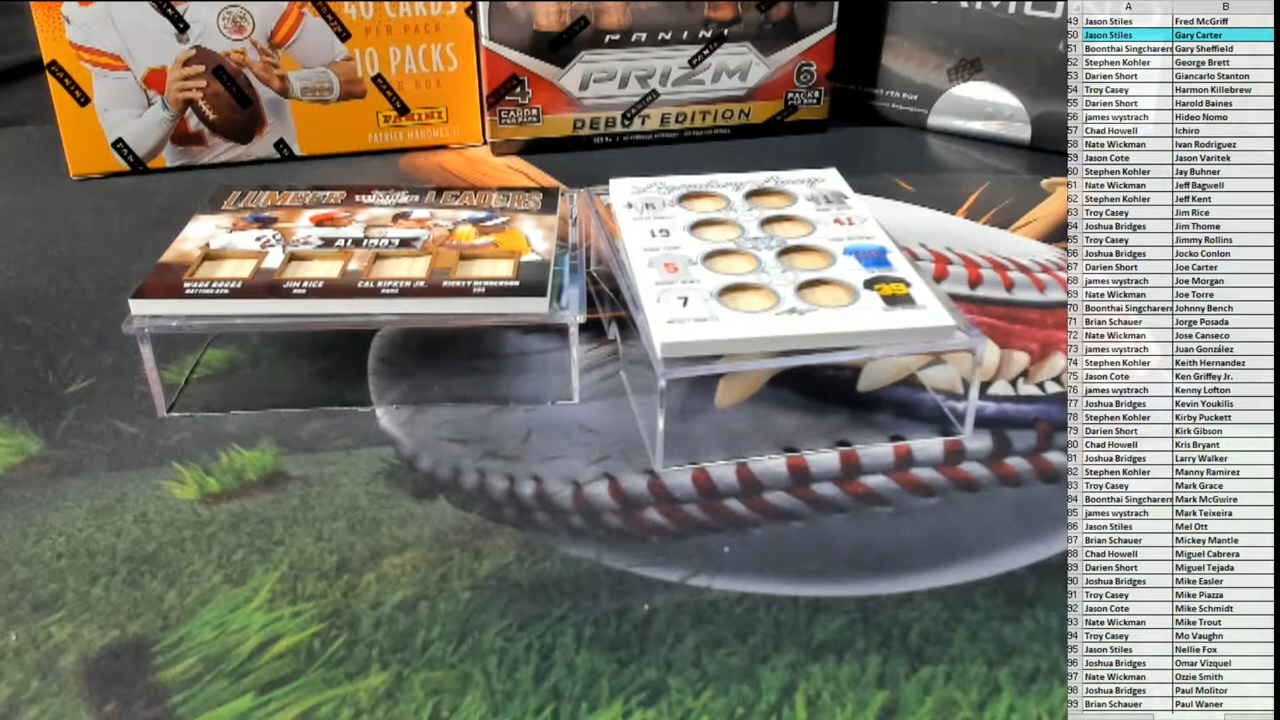 40 CARDS
PER PACK
10 PACKS
PER BOX
PANINI
PATRICK MAHOMES II
PANINI
PRIZM
4
CARDS
PER PACK
6
PACKS
PER BOX
DEBUT EDITION
LUMBER LEADERS
AL 1983
WADE BOGGS
JIM RICE
CAL RIPKEN JR.
RICKEY HENDERSON
15
41
5
7
A B
49 Jason Stiles Fred McGriff
50 Jason Stiles Gary Carter
51 Boonthai Singcharern Gary Sheffield
52 Stephen Kohler George Brett
53 Darien Short Giancarlo Stanton
54 Troy Casey Harmon Killebrew
55 Darien Short Harold Baines
56 james wystrach Hideo Nomo
57 Chad Howell Ichiro
58 Nate Wickman Ivan Rodriguez
59 Jason Cote Jason Varitek
60 Stephen Kohler Jay Buhner
61 Nate Wickman Jeff Bagwell
62 Stephen Kohler Jeff Kent
63 Troy Casey Jim Rice
64 Joshua Bridges Jim Thome
65 Troy Casey Jimmy Rollins
66 Joshua Bridges Jocko Conlon
67 Darien Short Joe Carter
68 james wystrach Joe Morgan
69 Nate Wickman Joe Torre
70 Boonthai Singcharern Johnny Bench
71 Brian Schauer Jorge Posada
72 Nate Wickman Jose Canseco
73 james wystrach Juan González
74 Stephen Kohler Keith Hernandez
75 Jason Cote Ken Griffey Jr.
76 james wystrach Kenny Lofton
77 Joshua Bridges Kevin Youkilis
78 Stephen Kohler Kirby Puckett
79 Darien Short Kirk Gibson
80 Chad Howell Kris Bryant
81 Joshua Bridges Larry Walker
82 Stephen Kohler Manny Ramirez
83 Troy Casey Mark Grace
84 Boonthai Singcharern Mark McGwire
85 james wystrach Mark Teixeira
86 Jason Stiles Mel Ott
87 Brian Schauer Mickey Mantle
88 Chad Howell Miguel Cabrera
89 Darien Short Miguel Tejada
90 Joshua Bridges Mike Easler
91 Troy Casey Mike Piazza
92 Jason Cote Mike Schmidt
93 Nate Wickman Mike Trout
94 Troy Casey Mo Vaughn
95 Jason Stiles Nellie Fox
96 Joshua Bridges Omar Vizquel
97 Nate Wickman Ozzie Smith
98 Joshua Bridges Paul Molitor
99 Brian Schauer Paul Waner